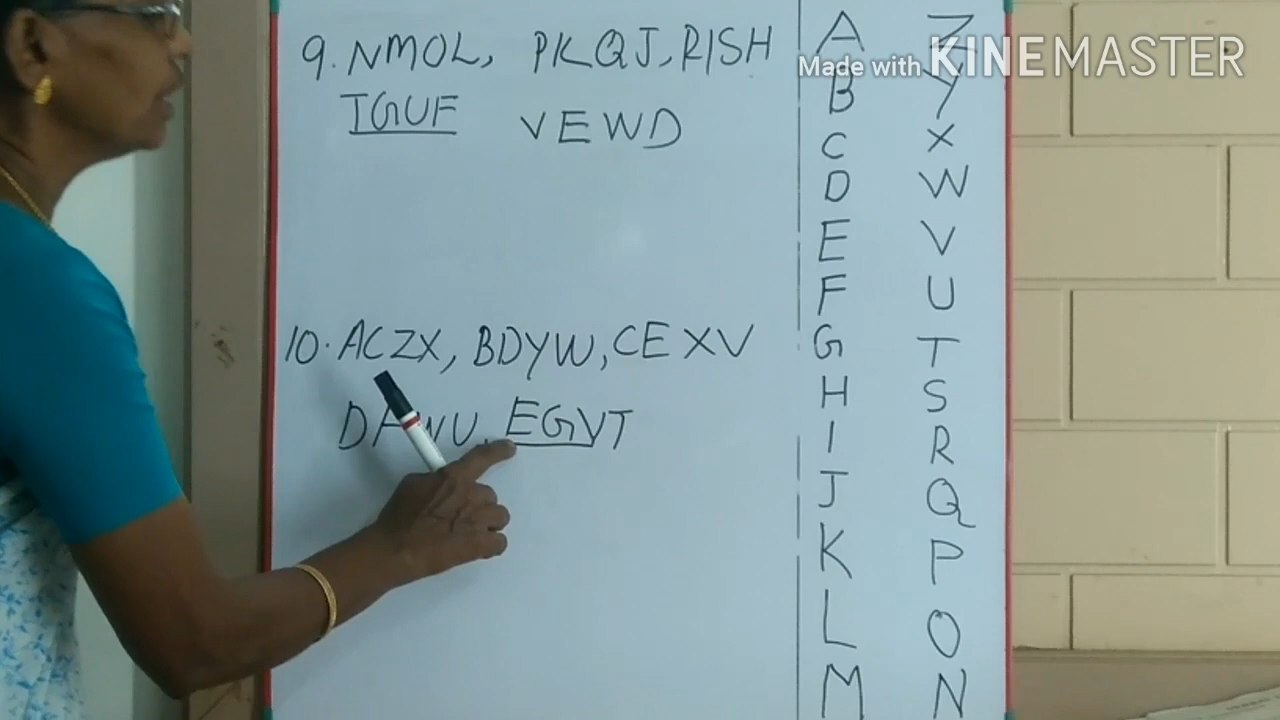 9. NMOL, PKQJ, RISH
TGUF VEWD
10. ACZX, BDYW, CEXV
EGVT
A Z
B Y
C X
D W
E V
F U
G T
H S
I R
J Q
K P
L O
M N
Made with KINEMASTER